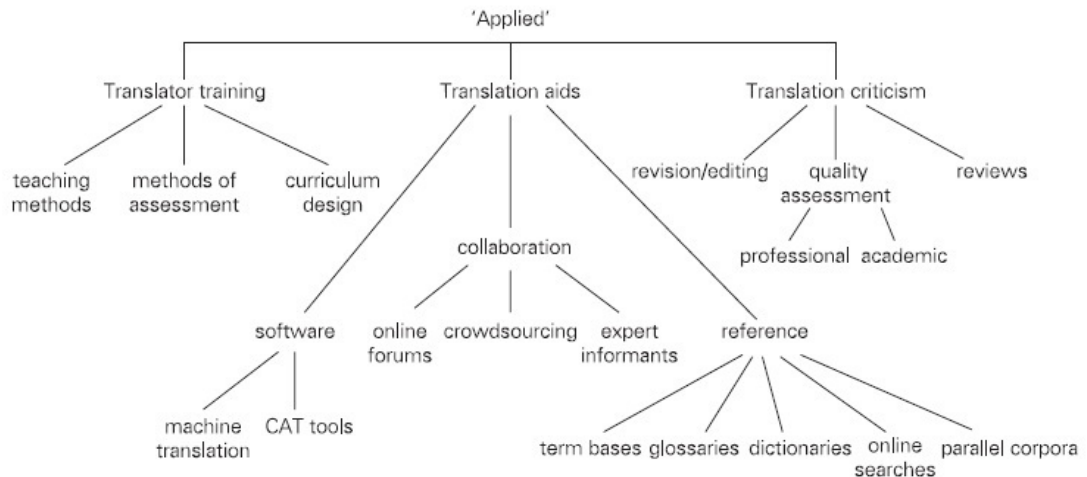 'Applied'
Translator training
Translation aids
Translation criticism
teaching
methods
methods of
assessment
curriculum
design
revision/editing
quality
assessment
reviews
professional
academic
collaboration
software
online
forums
crowdsourcing
expert
informants
reference
machine
translation
CAT tools
term bases
glossaries
dictionaries
online
searches
parallel corpora